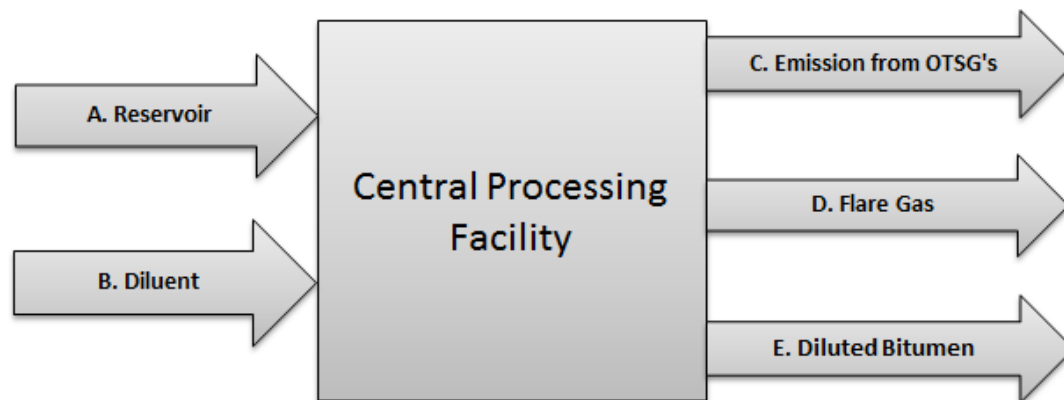 A. Reservoir
B. Diluent
Central Processing
Facility
C. Emission from OTSG's
D. Flare Gas
E. Diluted Bitumen